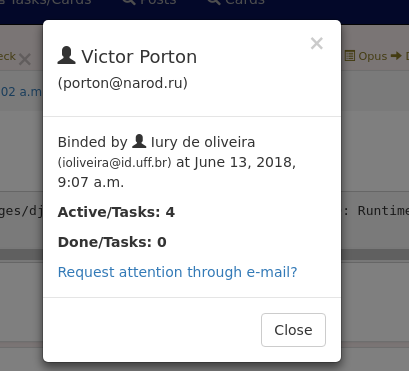 s Tasks/Cards Posts Cards
Victor Porton
(porton@narod.ru)
eck
Opus
02 a.m
Binded by Iury de oliveira
(ioliveira@id.uff.br) at June 13, 2018,
9:07 a.m.
ges/dj : Runtime
Active/Tasks: 4
Done/Tasks: 0
Request attention through e-mail?
Close